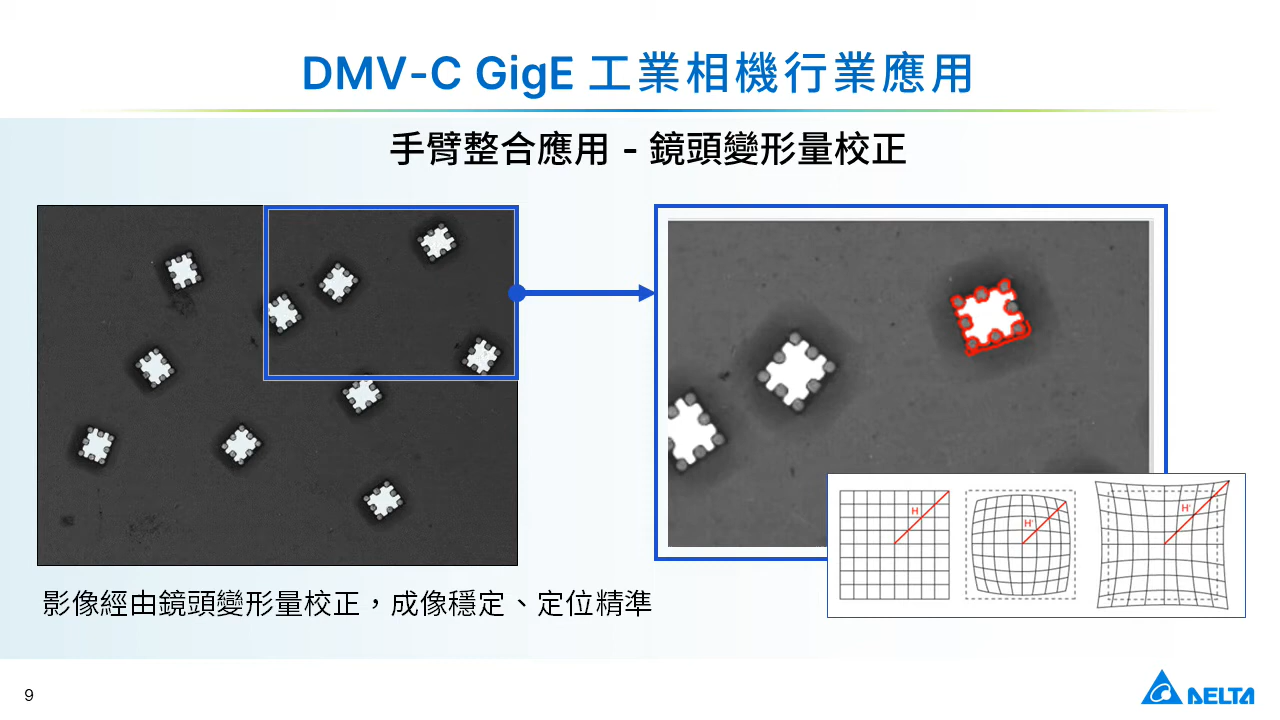 DMV-C GigE 工業相機行業應用
手臂整合應用 - 鏡頭變形量校正
H
H'
H'
影像經由鏡頭變形量校正，成像穩定、定位精準
9
DELTA